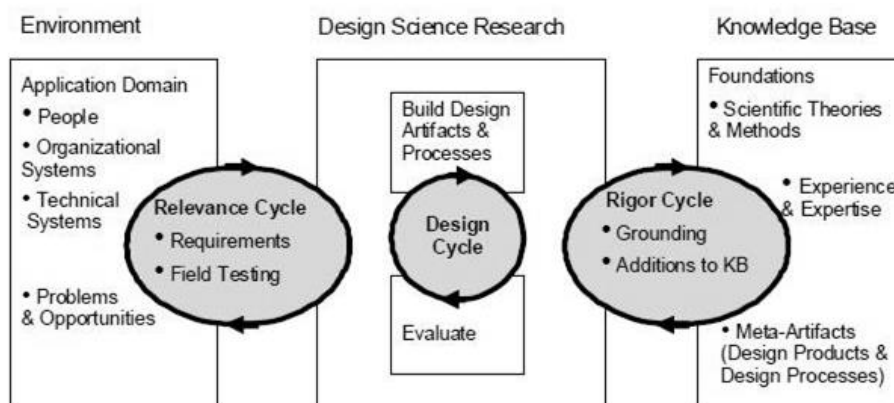 Environment
Design Science Research
Knowledge Base
Application Domain
• People
• Organizational
Systems
• Technical
Systems
• Problems
& Opportunities
Relevance Cycle
• Requirements
• Field Testing
Build Design
Artifacts &
Processes
Design
Cycle
Evaluate
Rigor Cycle
• Grounding
• Additions to KB
Foundations
• Scientific Theories
& Methods
• Experience
& Expertise
• Meta-Artifacts
(Design Products &
Design Processes)